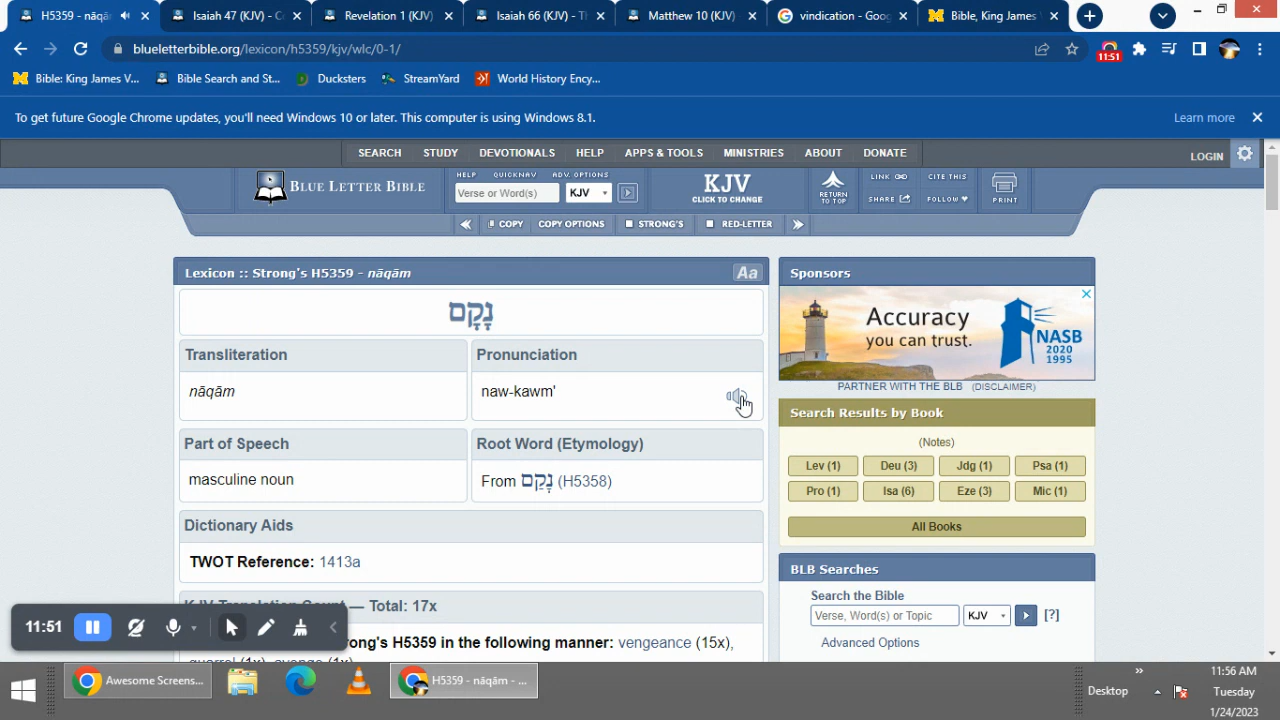 H5359 - nāqā
Isaiah 47 (KJV) - C
Revelation 1 (KJV)
Isaiah 66 (KJV) - Th
Matthew 10 (KJV)
vindication - Goog
Bible, King James V
blueletterbible.org/lexicon/h5359/kjv/wlc/0-1/
11:51
Bible: King James V...
Bible Search and St...
Ducksters
StreamYard
World History Ency...
To get future Google Chrome updates, you'll need Windows 10 or later. This computer is using Windows 8.1.
Learn more
SEARCH STUDY DEVOTIONALS HELP APPS & TOOLS MINISTRIES ABOUT DONATE
LOGIN
BLUE LETTER BIBLE
HELP QUICKNAV ADV. OPTIONS
Verse or Word(s) KJV
KJV
CLICK TO CHANGE
RETURN
TO TOP
LINK CITE THIS
SHARE FOLLOW
PRINT
COPY COPY OPTIONS STRONG'S RED-LETTER
Lexicon :: Strong's H5359 - nāqām
Aa
נָקָם
Transliteration
Pronunciation
nāqām
naw-kawm'
Part of Speech
Root Word (Etymology)
masculine noun
From נָקַם (H5358)
Dictionary Aids
TWOT Reference: 1413a
KJV Translation Count — Total: 17x
ong's H5359 in the following manner: vengeance (15x),
quarrel (1x), avenge (1x)
Sponsors
Accuracy
you can trust.
NASB
2020
1995
PARTNER WITH THE BLB (DISCLAIMER)
Search Results by Book
(Notes)
Lev (1) Deu (3) Jdg (1) Psa (1)
Pro (1) Isa (6) Eze (3) Mic (1)
All Books
BLB Searches
Search the Bible
Verse, Word(s) or Topic KJV [?]
Advanced Options
11:51
Awesome Screens...
H5359 - nāqām - ...
Desktop
11:56 AM
Tuesday
1/24/2023